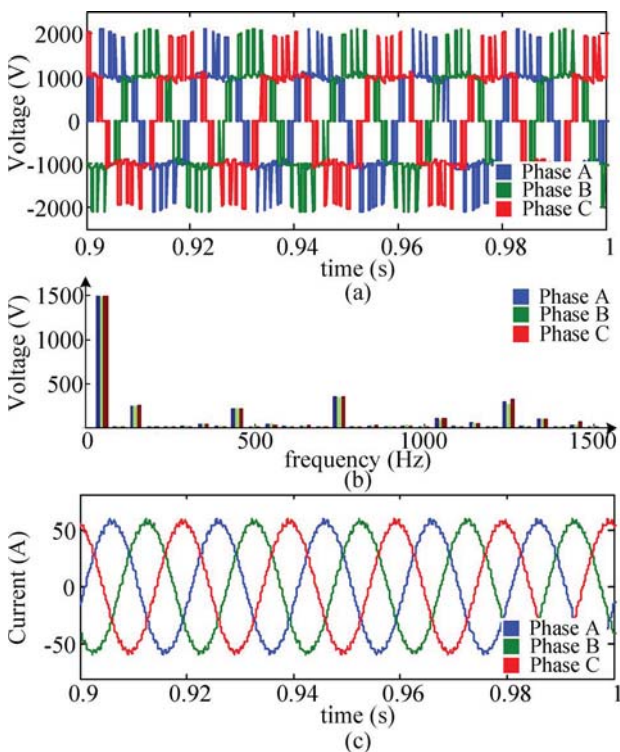 2000
1000
0
-1000
-2000
Voltage (V)
Phase A
Phase B
Phase C
0.9 0.92 0.94 0.96 0.98 1
time (s)
(a)
1500
1000
500
Voltage (V)
Phase A
Phase B
Phase C
0 500 1000 1500
frequency (Hz)
(b)
50
0
-50
Current (A)
Phase A
Phase B
Phase C
0.9 0.92 0.94 0.96 0.98 1
time (s)
(c)